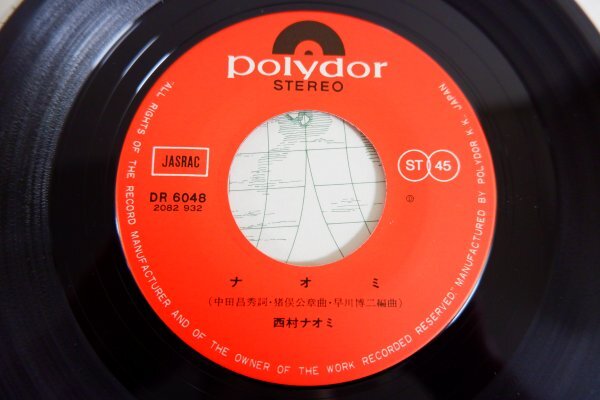 polydor
STEREO
JASRAC
ST 45
DR 6048
2082 932
Ⓟ
ナオミ
(中田昌秀詞・猪俣公章曲・早川博二編曲)
西村ナオミ
ALL RIGHTS OF THE RECORD MANUFACTURER AND OF THE OWNER OF THE WORK RECORDED RESERVED MANUFACTURED BY POLYDOR K.K. JAPAN